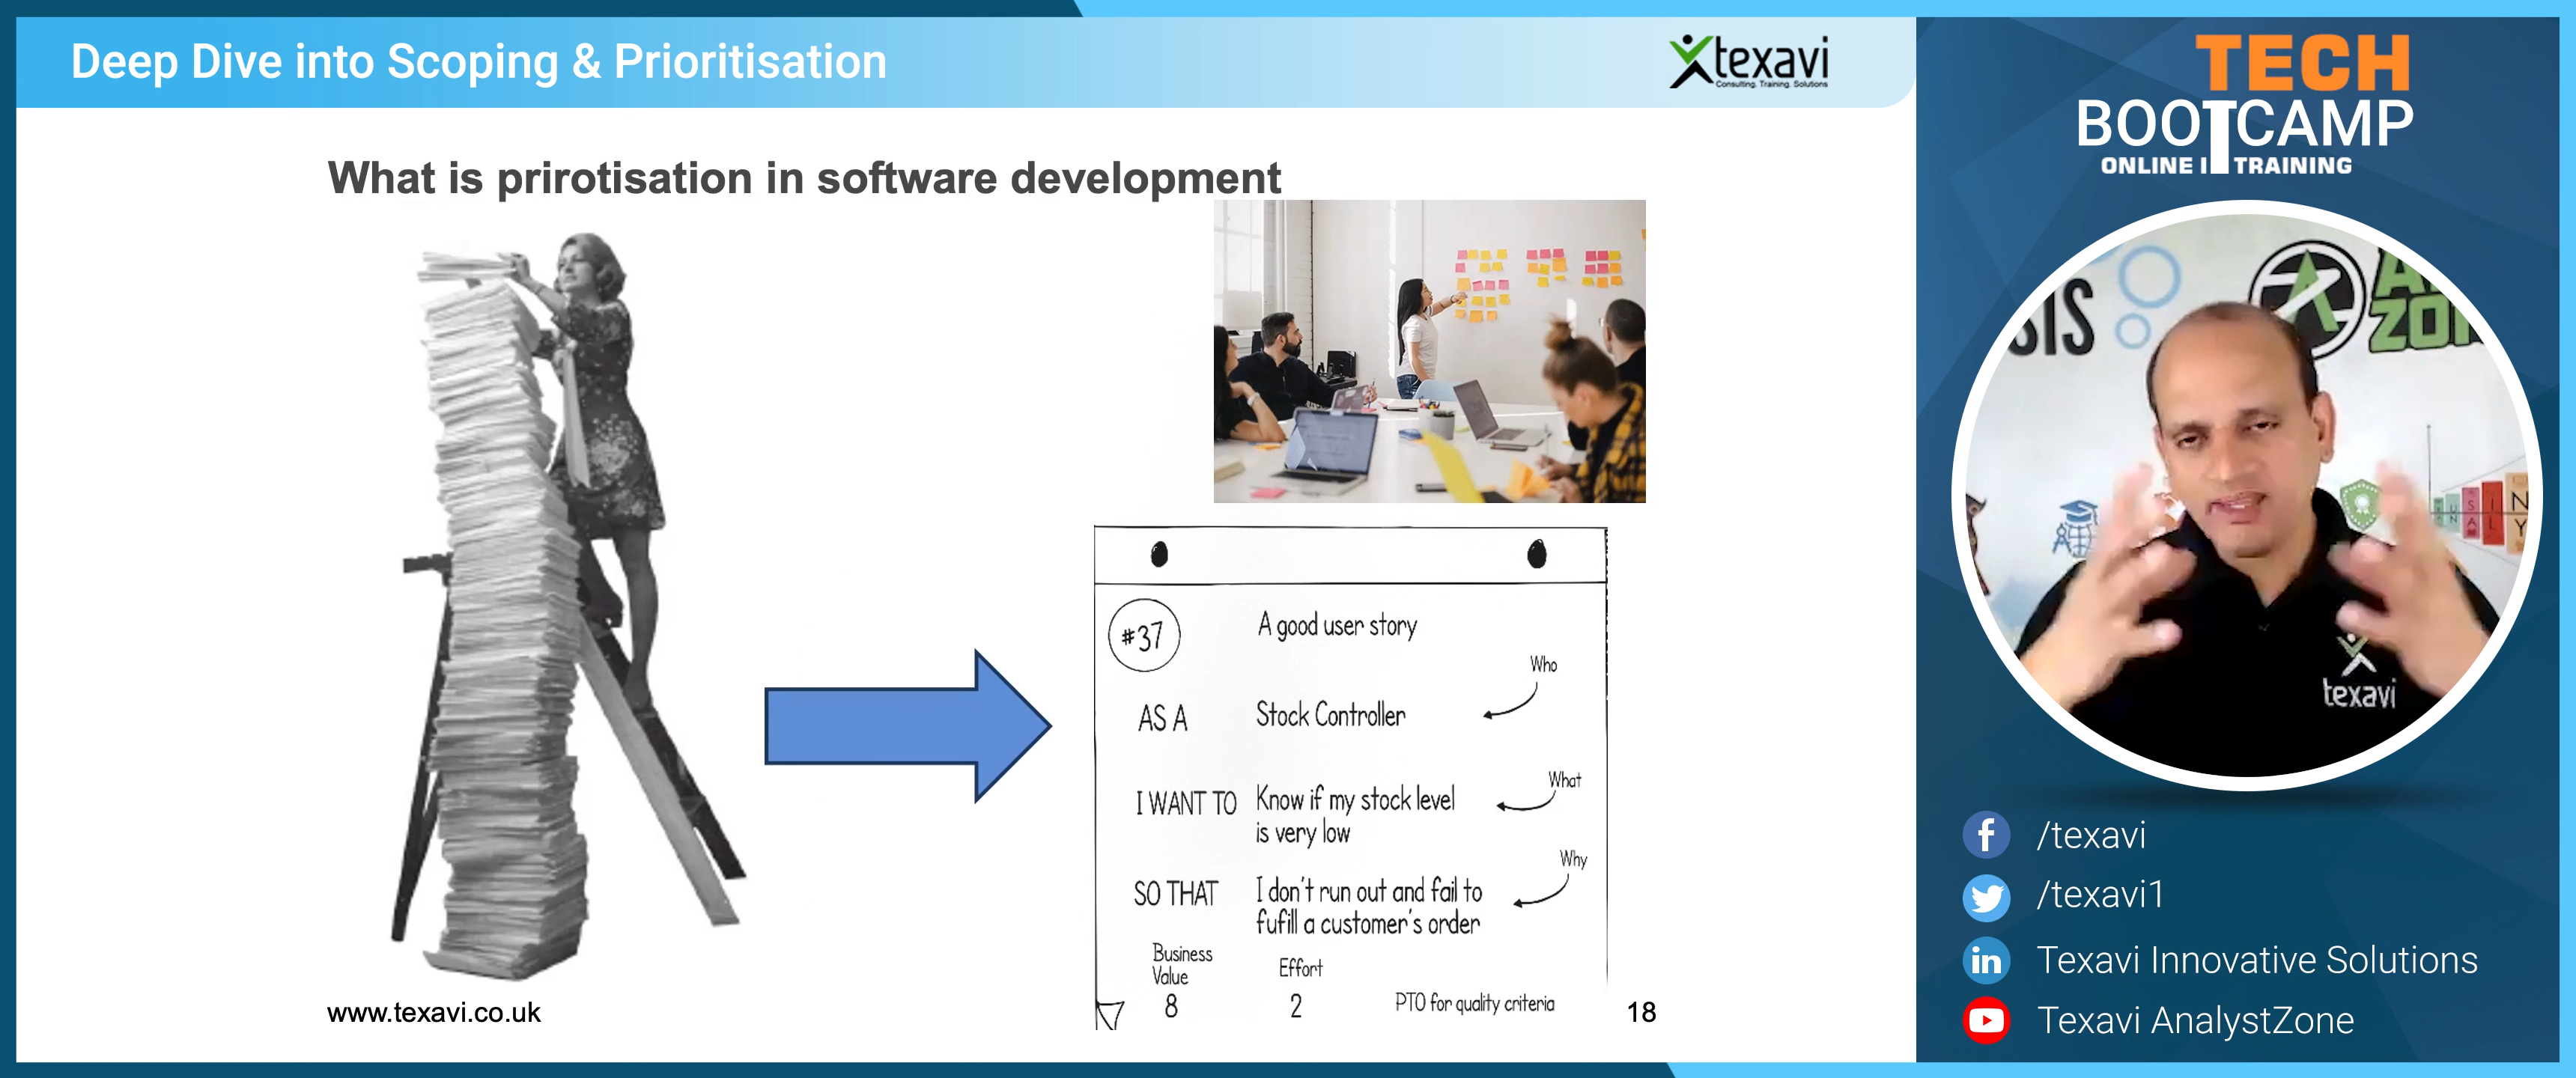 Deep Dive into Scoping & Prioritisation
texavi
Consulting. Training. Solutions
What is prirotisation in software development
#37
A good user story
Who
AS A
Stock Controller
What
I WANT TO
Know if my stock level
is very low
Why
SO THAT
I don't run out and fail to
fufill a customer's order
Business
Value
8
Effort
2
PTO for quality criteria
www.texavi.co.uk
18
TECH
BOOTCAMP
ONLINE IT TRAINING
SIS
texavi
/texavi
/texavi1
Texavi Innovative Solutions
Texavi AnalystZone